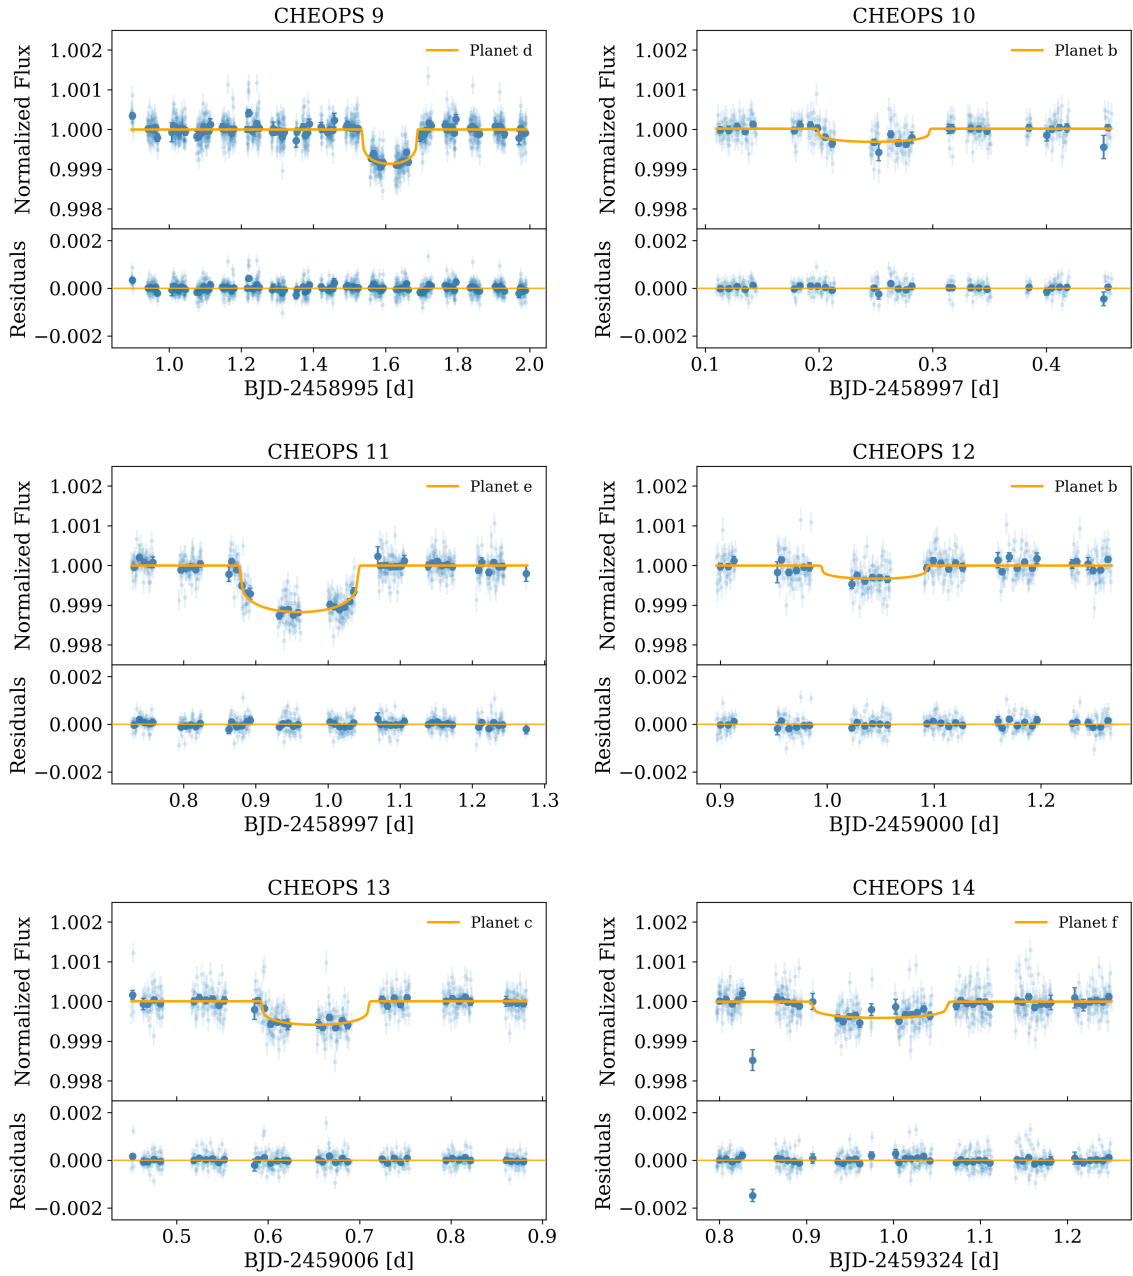 CHEOPS 9
Normalized Flux
1.002
1.001
1.000
0.999
0.998
Planet d
Residuals
0.002
0.000
−0.002
1.0 1.2 1.4 1.6 1.8 2.0
BJD-2458995 [d]
CHEOPS 10
Normalized Flux
1.002
1.001
1.000
0.999
0.998
Planet b
Residuals
0.002
0.000
−0.002
0.1 0.2 0.3 0.4
BJD-2458997 [d]
CHEOPS 11
Normalized Flux
1.002
1.001
1.000
0.999
0.998
Planet e
Residuals
0.002
0.000
−0.002
0.8 0.9 1.0 1.1 1.2 1.3
BJD-2458997 [d]
CHEOPS 12
Normalized Flux
1.002
1.001
1.000
0.999
0.998
Planet b
Residuals
0.002
0.000
−0.002
0.9 1.0 1.1 1.2
BJD-2459000 [d]
CHEOPS 13
Normalized Flux
1.002
1.001
1.000
0.999
0.998
Planet c
Residuals
0.002
0.000
−0.002
0.5 0.6 0.7 0.8 0.9
BJD-2459006 [d]
CHEOPS 14
Normalized Flux
1.002
1.001
1.000
0.999
0.998
Planet f
Residuals
0.002
0.000
−0.002
0.8 0.9 1.0 1.1 1.2
BJD-2459324 [d]